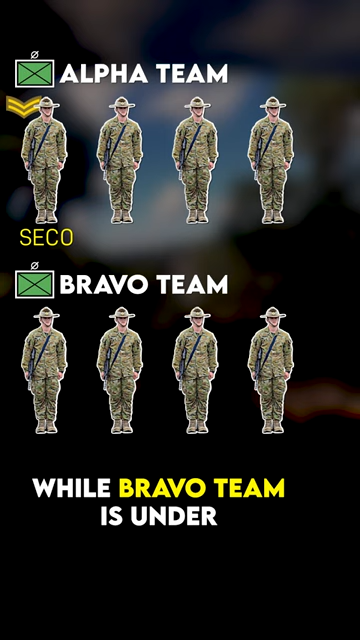 ALPHA TEAM
SECO
BRAVO TEAM
WHILE BRAVO TEAM
IS UNDER